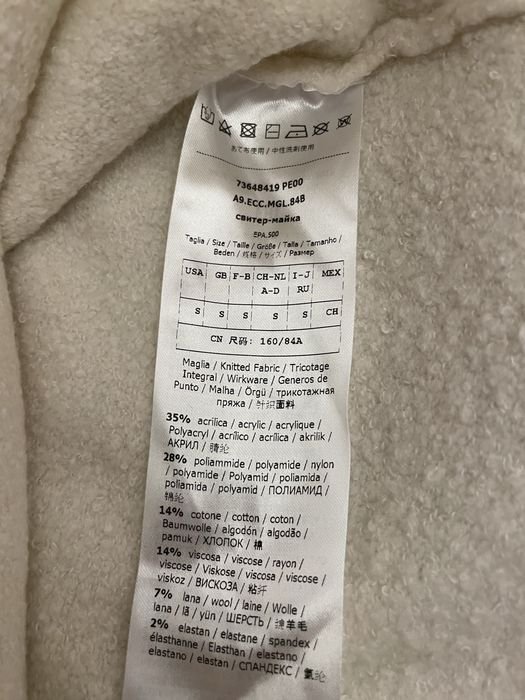 あて布使用 / 中性洗剤使用
73648419 PE00
A9.ECC.MGL.84B
свитер-майка
EPA.500
Taglia / Size / Taille / Größe / Talla / Tamanho /
Beden / 规格 / サイズ / Размер
USA GB F-B CH-NL I-J MEX
A-D RU
S S S S S CH
CN 尺码: 160/84A
Maglia / Knitted Fabric / Tricotage
Integral / Wirkware / Generos de
Punto / Malha / Örgü / трикотажная
пряжа / 针织面料
35% acrilica / acrylic / acrylique /
Polyacryl / acrílico / acrílica / akrilik /
АКРИЛ / 腈纶
28% poliammide / polyamide / nylon
/ polyamide / Polyamid / poliamida /
poliamida / polyamid / ПОЛИАМИД /
锦纶
14% cotone / cotton / coton /
Baumwolle / algodón / algodão /
pamuk / ХЛОПОК / 棉
14% viscosa / viscose / rayon /
viscose / Viskose / viscosa / viscose /
viskoz / ВИСКОЗА / 粘纤
7% lana / wool / laine / Wolle /
lana / lã / yün / ШЕРСТЬ / 绵羊毛
2% elastan / elastane / spandex /
élasthanne / Elasthan / elastano /
elastano / elastan / СПАНДЕКС / 氨纶